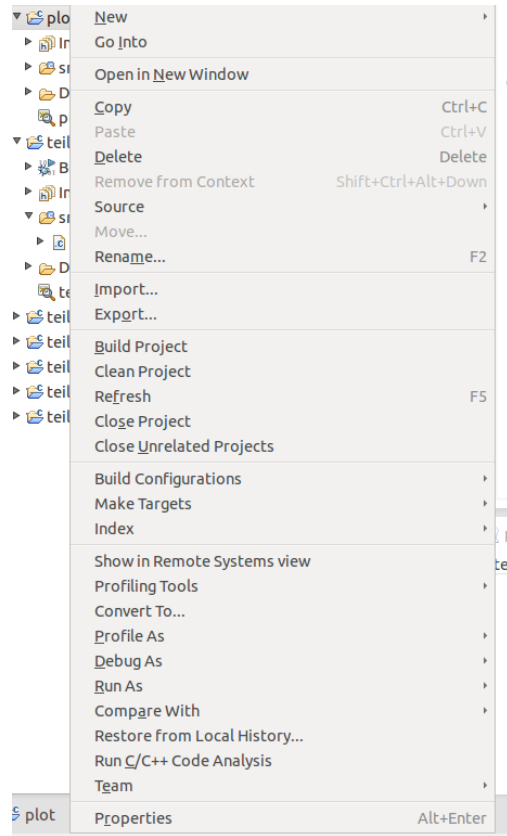 plo
New
In
Go Into
sr
Open in New Window
D
Copy Ctrl+C
p
Paste Ctrl+V
teil
Delete Delete
B
Remove from Context Shift+Ctrl+Alt+Down
In
Source
sr
Move...
.c
Rename... F2
D
te
Import...
teil
Export...
teil
Build Project
teil
Clean Project
teil
Refresh F5
teil
Close Project
Close Unrelated Projects
Build Configurations
Make Targets
Index
Show in Remote Systems view
te
Profiling Tools
Convert To...
Profile As
Debug As
Run As
Compare With
Restore from Local History...
Run C/C++ Code Analysis
Team
plot
Properties Alt+Enter